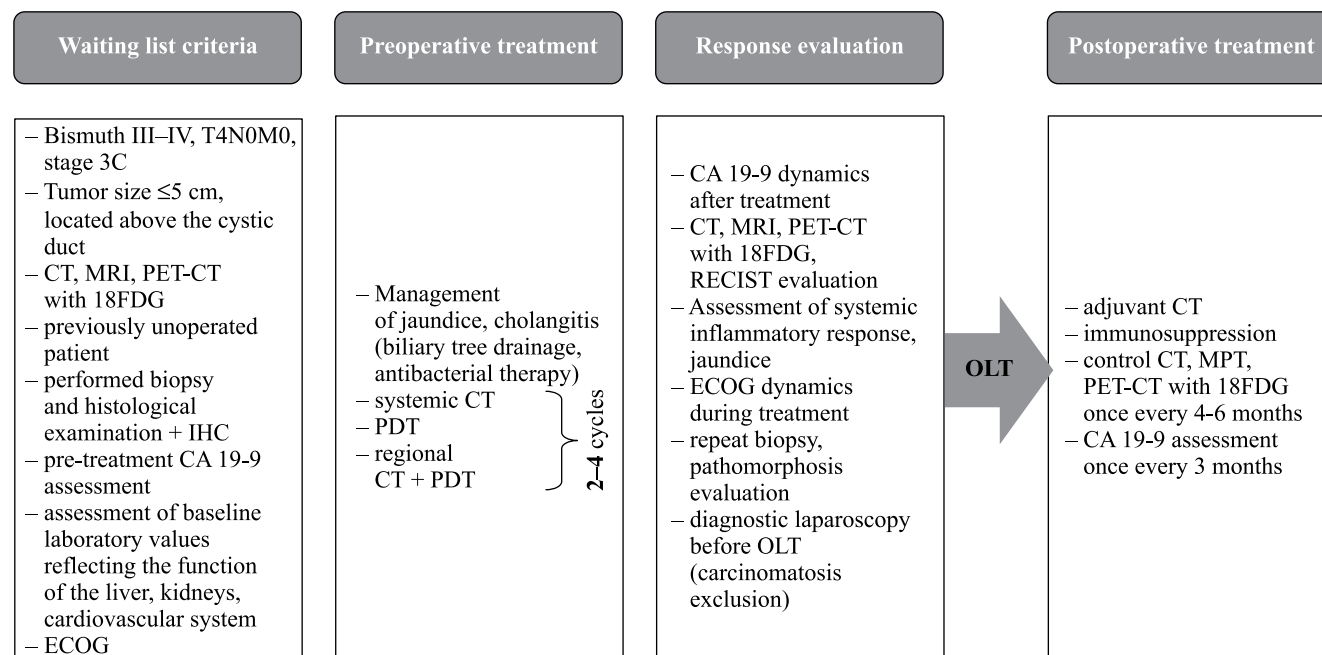 Waiting list criteria
– Bismuth III–IV, T4N0M0,
stage 3C
– Tumor size ≤5 cm,
located above the cystic
duct
– CT, MRI, PET-CT
with 18FDG
– previously unoperated
patient
– performed biopsy
and histological
examination + IHC
– pre-treatment CA 19-9
assessment
– assessment of baseline
laboratory values
reflecting the function
of the liver, kidneys,
cardiovascular system
– ECOG
Preoperative treatment
– Management
of jaundice, cholangitis
(biliary tree drainage,
antibacterial therapy)
– systemic CT
– PDT
– regional
CT + PDT
2–4 cycles
Response evaluation
– CA 19-9 dynamics
after treatment
– CT, MRI, PET-CT
with 18FDG,
RECIST evaluation
– Assessment of systemic
inflammatory response,
jaundice
– ECOG dynamics
during treatment
– repeat biopsy,
pathomorphosis
evaluation
– diagnostic laparoscopy
before OLT
(carcinomatosis
exclusion)
OLT
Postoperative treatment
– adjuvant CT
– immunosuppression
– control CT, MPT,
PET-CT with 18FDG
once every 4-6 months
– CA 19-9 assessment
once every 3 months